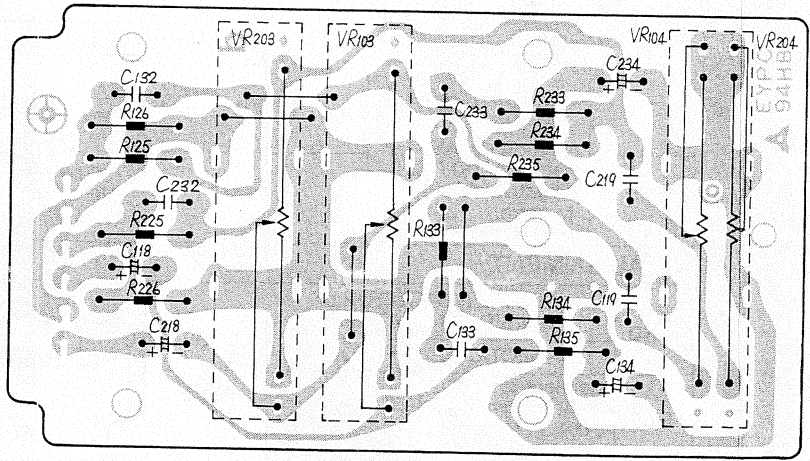 VR203
VR103
VR104
VR204
C132
C234
+ -
EYPC
94HB
R126
C233
R233
R234
R125
R235
C219
C232
R225
R133
C118
+ -
R226
C119
R134
C218
+ -
C133
R135
C134
+ -